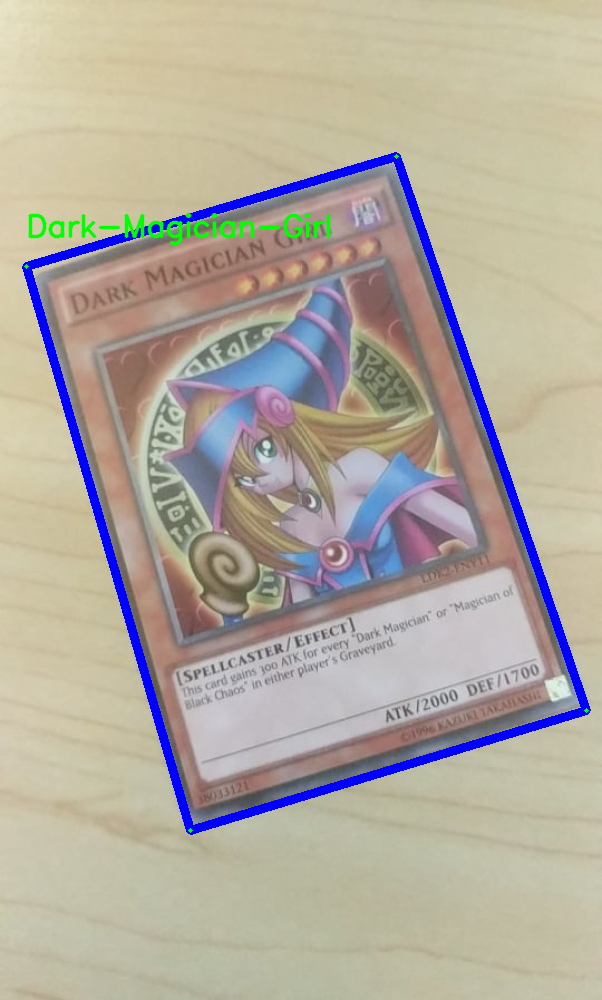 Dark-Magician-Girl
DARK MAGICIAN
LDK2-ENY11
[SPELLCASTER/EFFECT]
This card gains 300 ATK for every "Dark Magician" or "Magician of
Black Chaos" in either player's Graveyard.
ATK/2000 DEF/1700
38033121
©1996 KAZUKI TAKAHASHI